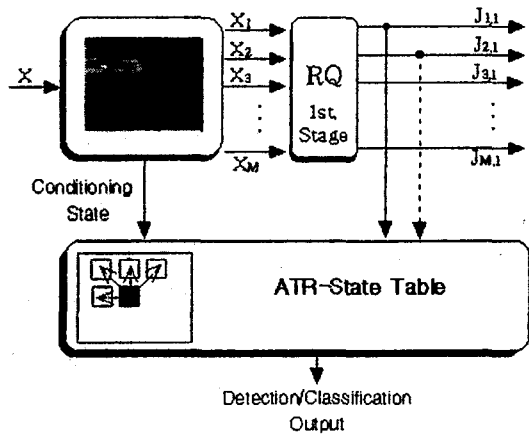 X
X1
X2
X3
XM
RQ
1st.
Stage
J1,1
J2,1
J3,1
JM,1
Conditioning
State
ATR-State Table
Detection/Classification
Output